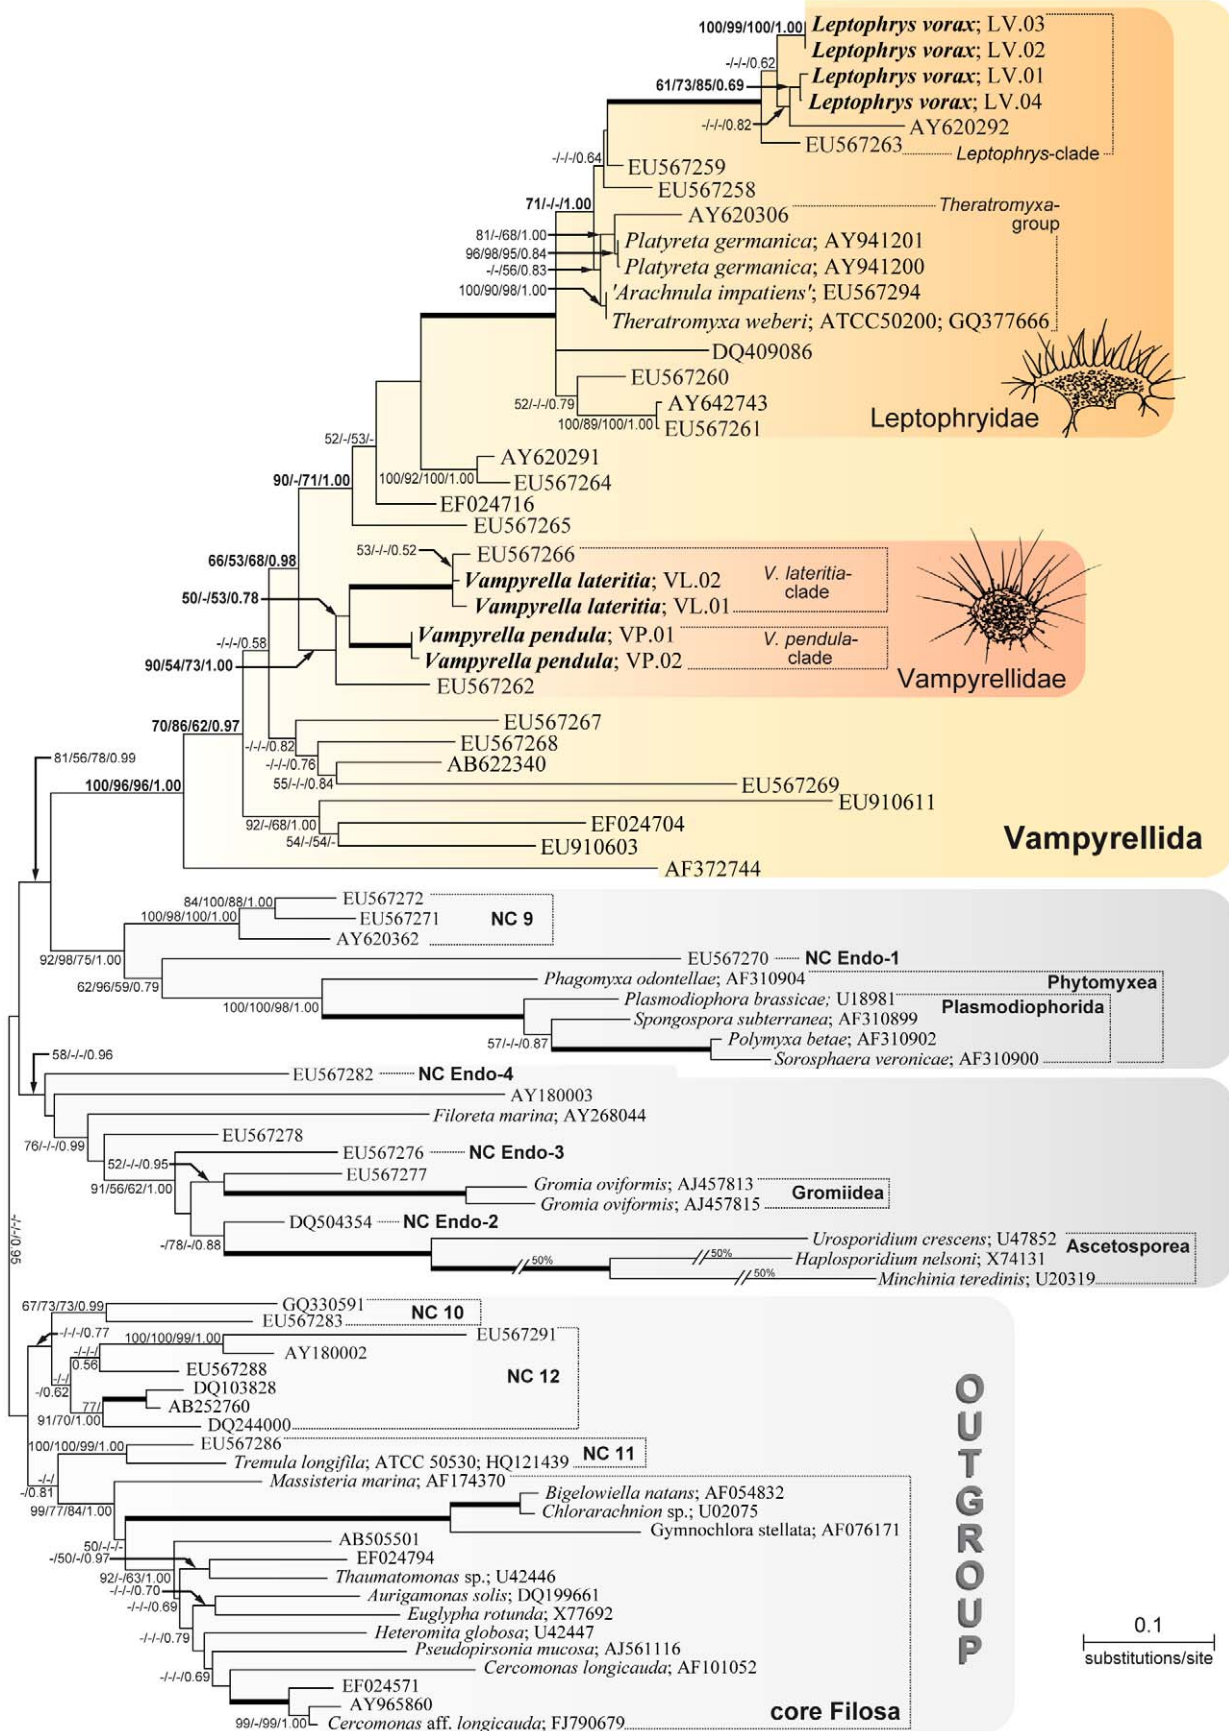 100/99/100/1.00
Leptophrys vorax; LV.03
Leptophrys vorax; LV.02
-/-/-/0.62
Leptophrys vorax; LV.01
61/73/85/0.69
Leptophrys vorax; LV.04
-/-/-/0.82
AY620292
EU567263
Leptophrys-clade
-/-/-/0.64
EU567259
EU567258
71/-/-/1.00
AY620306
Theratromyxa-
group
81/-/68/1.00
Platyreta germanica; AY941201
96/98/95/0.84
Platyreta germanica; AY941200
-/-/56/0.83
100/90/98/1.00
'Arachnula impatiens'; EU567294
Theratromyxa weberi; ATCC50200; GQ377666
DQ409086
EU567260
52/-/-/0.79
AY642743
100/89/100/1.00
EU567261
Leptophryidae
52/-/53/-
AY620291
100/92/100/1.00
EU567264
90/-/71/1.00
EF024716
EU567265
53/-/-/0.52
EU567266
66/53/68/0.98
Vampyrella lateritia; VL.02
V. lateritia-
clade
50/-/53/0.78
Vampyrella lateritia; VL.01
-/-/-/0.58
Vampyrella pendula; VP.01
V. pendula-
clade
90/54/73/1.00
Vampyrella pendula; VP.02
EU567262
Vampyrellidae
70/86/62/0.97
EU567267
-/-/-/0.82
EU567268
-/-/-/0.76
AB622340
55/-/-/0.84
EU567269
81/56/78/0.99
100/96/96/1.00
EU910611
92/-/68/1.00
EF024704
54/-/54/-
EU910603
Vampyrellida
AF372744
84/100/88/1.00
EU567272
100/98/100/1.00
EU567271
NC 9
AY620362
92/98/75/1.00
EU567270
NC Endo-1
62/96/59/0.79
Phagomyxa odontellae; AF310904
Phytomyxea
100/100/98/1.00
Plasmodiophora brassicae; U18981
Plasmodiophorida
Spongospora subterranea; AF310899
57/-/-/0.87
Polymyxa betae; AF310902
Sorosphaera veronicae; AF310900
58/-/-/0.96
EU567282
NC Endo-4
AY180003
Filoreta marina; AY268044
76/-/-/0.99
EU567278
EU567276
NC Endo-3
52/-/-/0.95
EU567277
91/56/62/1.00
Gromia oviformis; AJ457813
Gromiidea
Gromia oviformis; AJ457815
DQ504354
NC Endo-2
-/78/-/0.88
Urosporidium crescens; U47852
Ascetosporea
50%
50%
Haplosporidium nelsoni; X74131
50%
Minchinia teredinis; U20319
-/-/-/0.95
67/73/73/0.99
GQ330591
NC 10
EU567283
-/-/-/0.77
100/100/99/1.00
EU567291
-/-/-/
0.56
AY180002
EU567288
NC 12
-/-/
-/0.62
DQ103828
AB252760
77/
91/70/1.00
DQ244000
100/100/99/1.00
EU567286
NC 11
Tremula longifila; ATCC 50530; HQ121439
-/-/
-/0.81
Massisteria marina; AF174370
99/77/84/1.00
Bigelowiella natans; AF054832
Chlorarachnion sp.; U02075
Gymnochlora stellata; AF076171
50/-/-/-
AB505501
-/50/-/0.97
EF024794
92/-/63/1.00
Thaumatomonas sp.; U42446
-/-/-/0.70
Aurigamonas solis; DQ199661
-/-/-/0.69
Euglypha rotunda; X77692
Heteromita globosa; U42447
-/-/-/0.79
Pseudopirsonia mucosa; AJ561116
Cercomonas longicauda; AF101052
-/-/-/0.69
EF024571
AY965860
99/-/99/1.00
Cercomonas aff. longicauda; FJ790679
core Filosa
OUTGROUP
0.1
substitutions/site